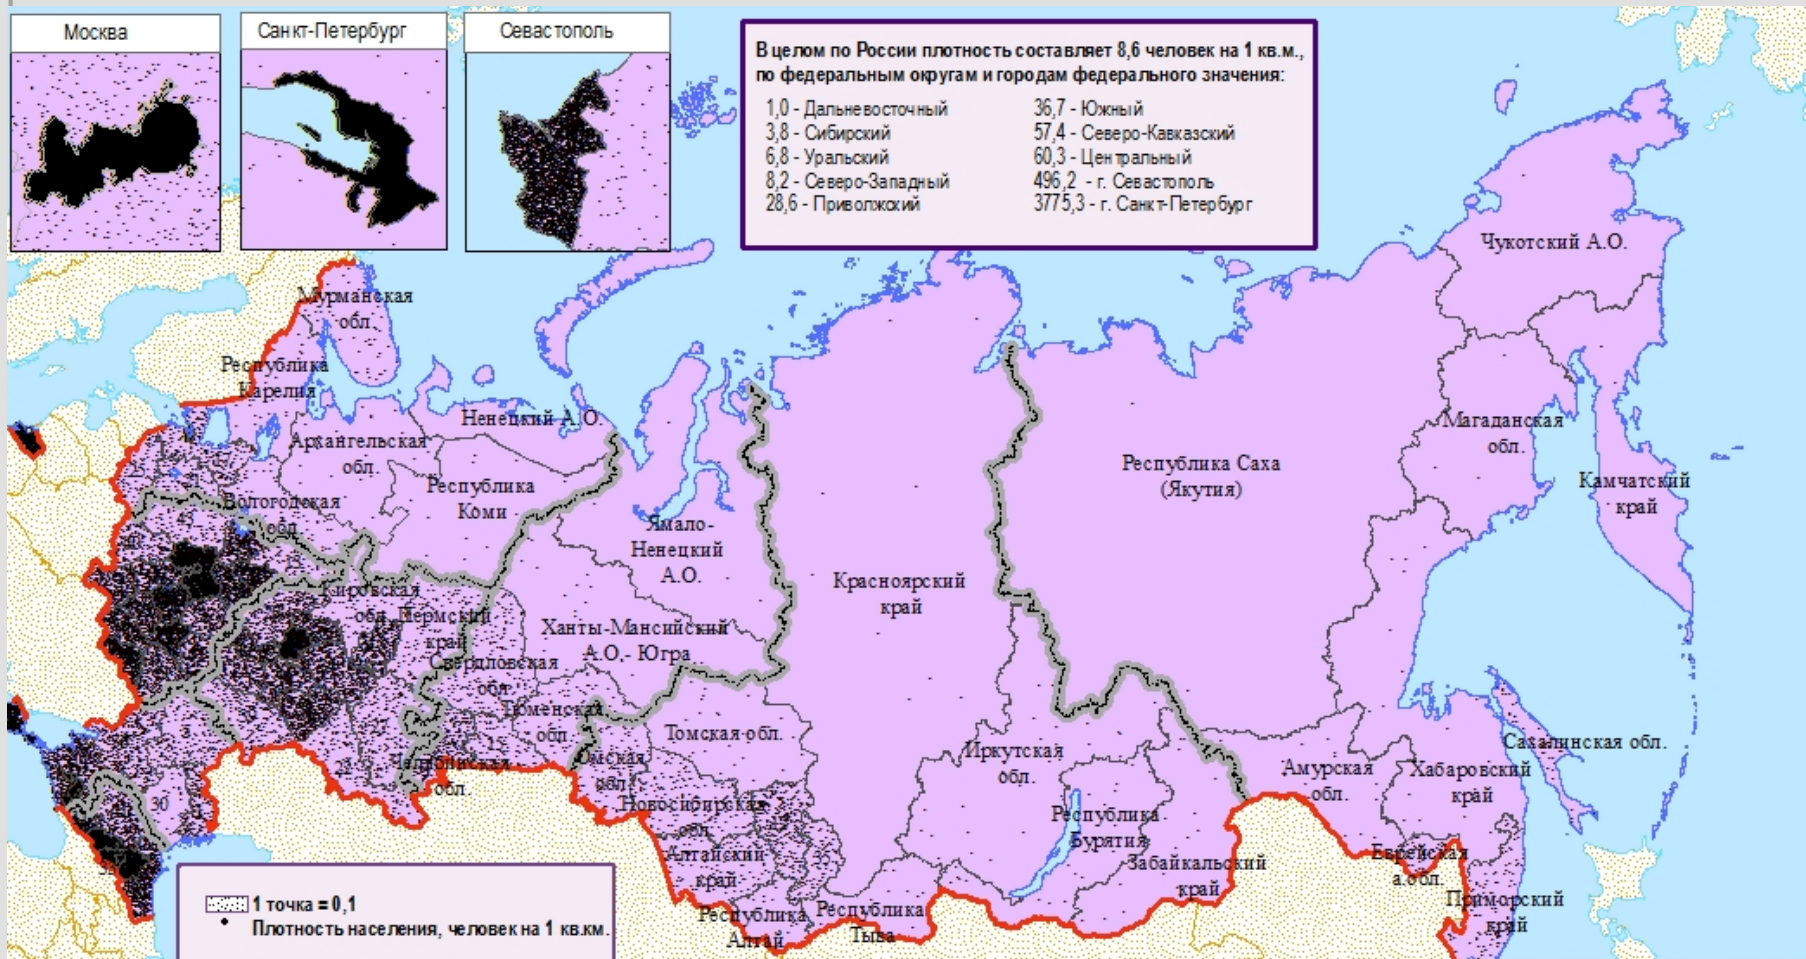 Москва
Санкт-Петербург
Севастополь
В целом по России плотность составляет 8,6 человек на 1 кв.м.,
по федеральным округам и городам федерального значения:
1,0 - Дальневосточный
3,8 - Сибирский
6,8 - Уральский
8,2 - Северо-Западный
28,6 - Приволжский
36,7 - Южный
57,4 - Северо-Кавказский
60,3 - Центральный
496,2 - г. Севастополь
3775,3 - г. Санкт-Петербург
Чукотский А.О.
Мурманская
обл.
Республика
Карелия
Ненецкий А.О.
Архангельская
обл.
Республика
Коми
Вологодская
обл.
43
Ямало-
Ненецкий
А.О.
Республика Саха
(Якутия)
Магаданская
обл.
Камчатский
край
Красноярский
край
Кировская
обл.
Пермский
край
Ханты-Мансийский
А.О.- Югра
Свердловская
обл.
Тюменская
обл.
15
Томская обл.
Челябинская
обл.
Омская
обл.
Новосибирская
обл.
Алтайский
край
Республика
Алтай
Республика
Тыва
Иркутская
обл.
Республика
Бурятия
Забайкальский
край
Амурская
обл.
Хабаровский
край
Сахалинская обл.
Еврейская
а.обл.
Приморский
край
30
1 точка = 0,1
Плотность населения, человек на 1 кв.км.